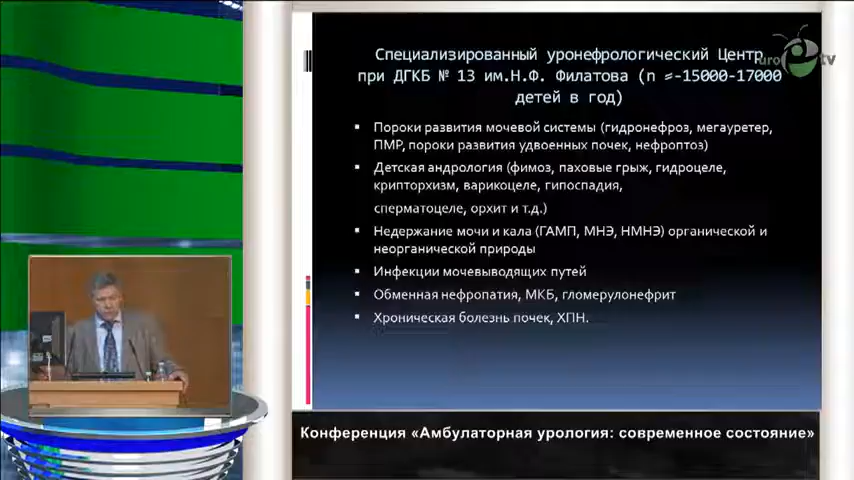 Специализированный уронефрологический Центр
при ДГКБ № 13 им.Н.Ф. Филатова (n ≈-15000-17000
детей в год)
uro tv
▪ Пороки развития мочевой системы (гидронефроз, мегауретер,
ПМР, пороки развития удвоенных почек, нефроптоз)
▪ Детская андрология (фимоз, паховые грыж, гидроцеле,
крипторхизм, варикоцеле, гипоспадия,
сперматоцеле, орхит и т.д.)
▪ Недержание мочи и кала (ГАМП, МНЭ, НМНЭ) органической и
неорганической природы
▪ Инфекции мочевыводящих путей
▪ Обменная нефропатия, МКБ, гломерулонефрит
▪ Хроническая болезнь почек, ХПН.
Конференция «Амбулаторная урология: современное состояние»